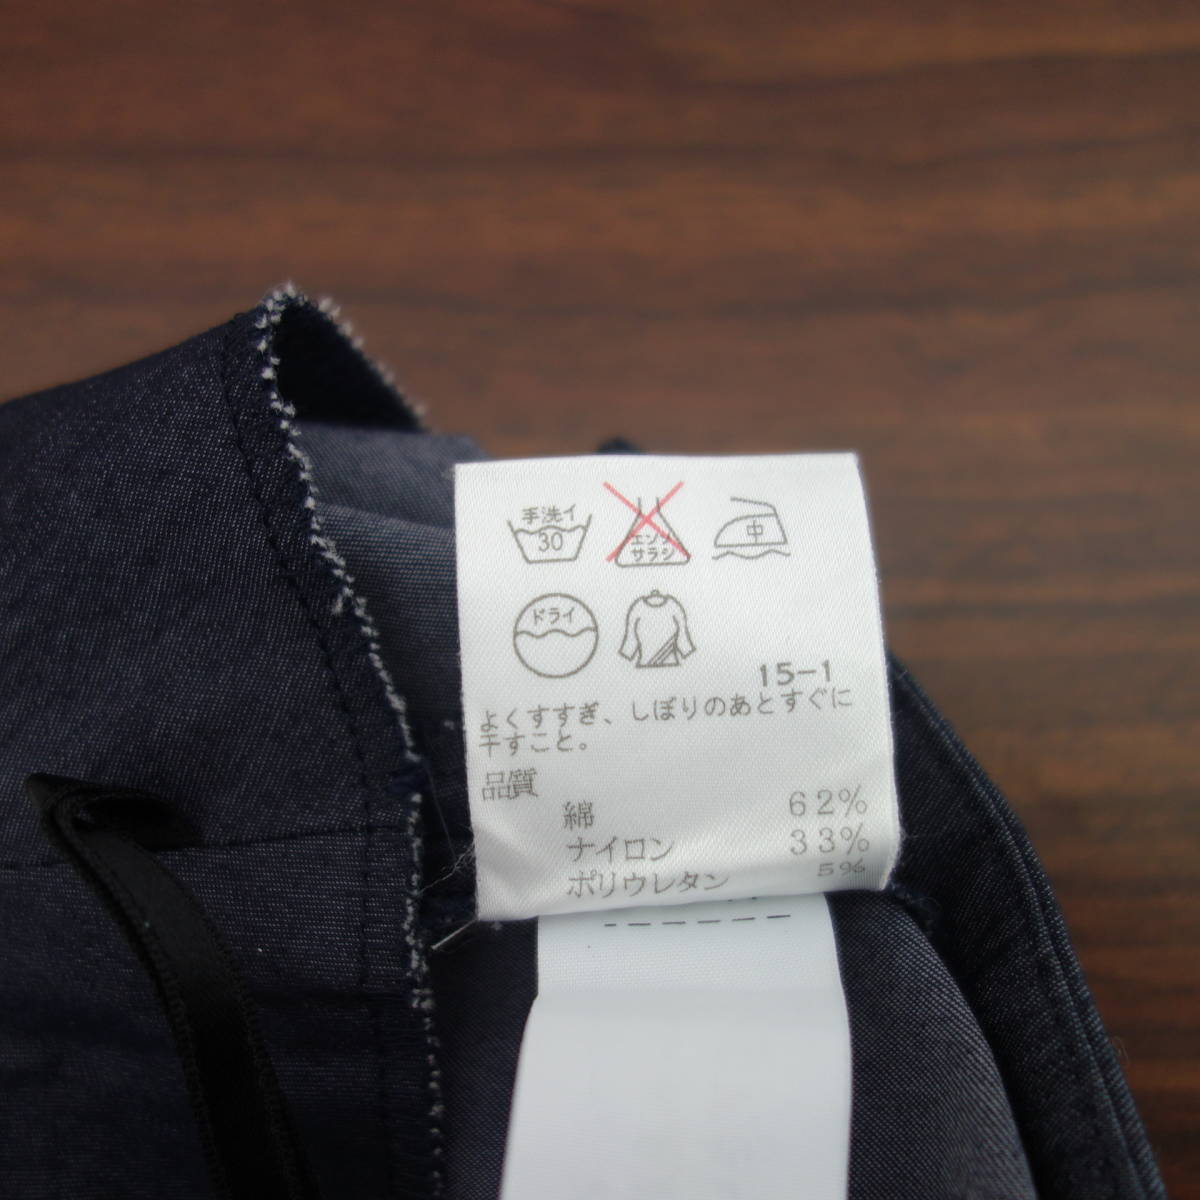 手洗イ
30
エンソ
サラシ
中
ドライ
15-1
よくすすぎ、しぼりのあとすぐに
干すこと。
品質
綿 62%
ナイロン 33%
ポリウレタン 5%